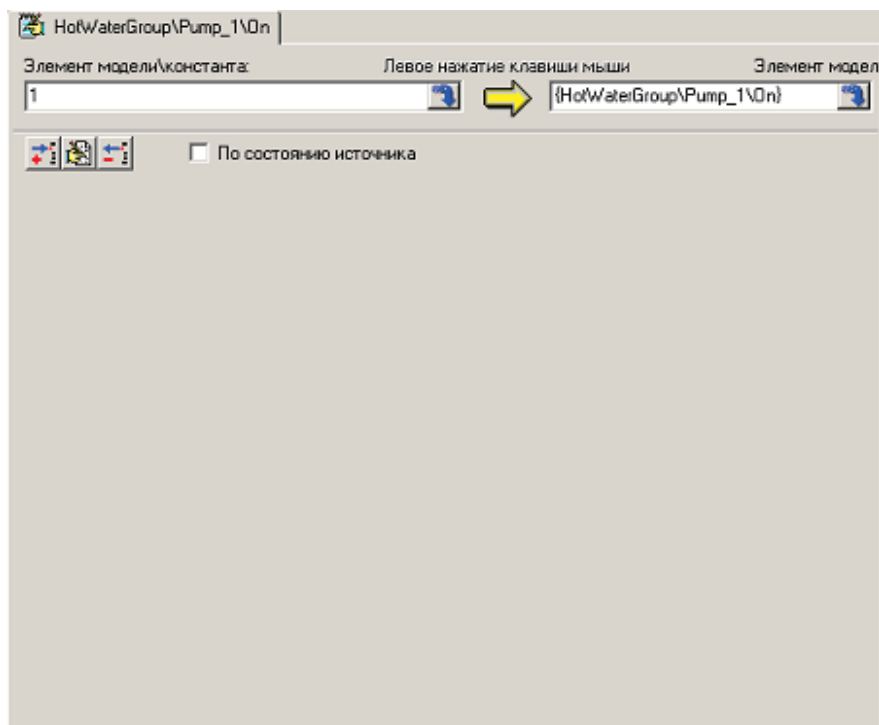 HotWaterGroup\Pump_1\On
Элемент модели\константа: Левое нажатие клавиши мыши Элемент модел
1 {HotWaterGroup\Pump_1\On}
По состоянию источника